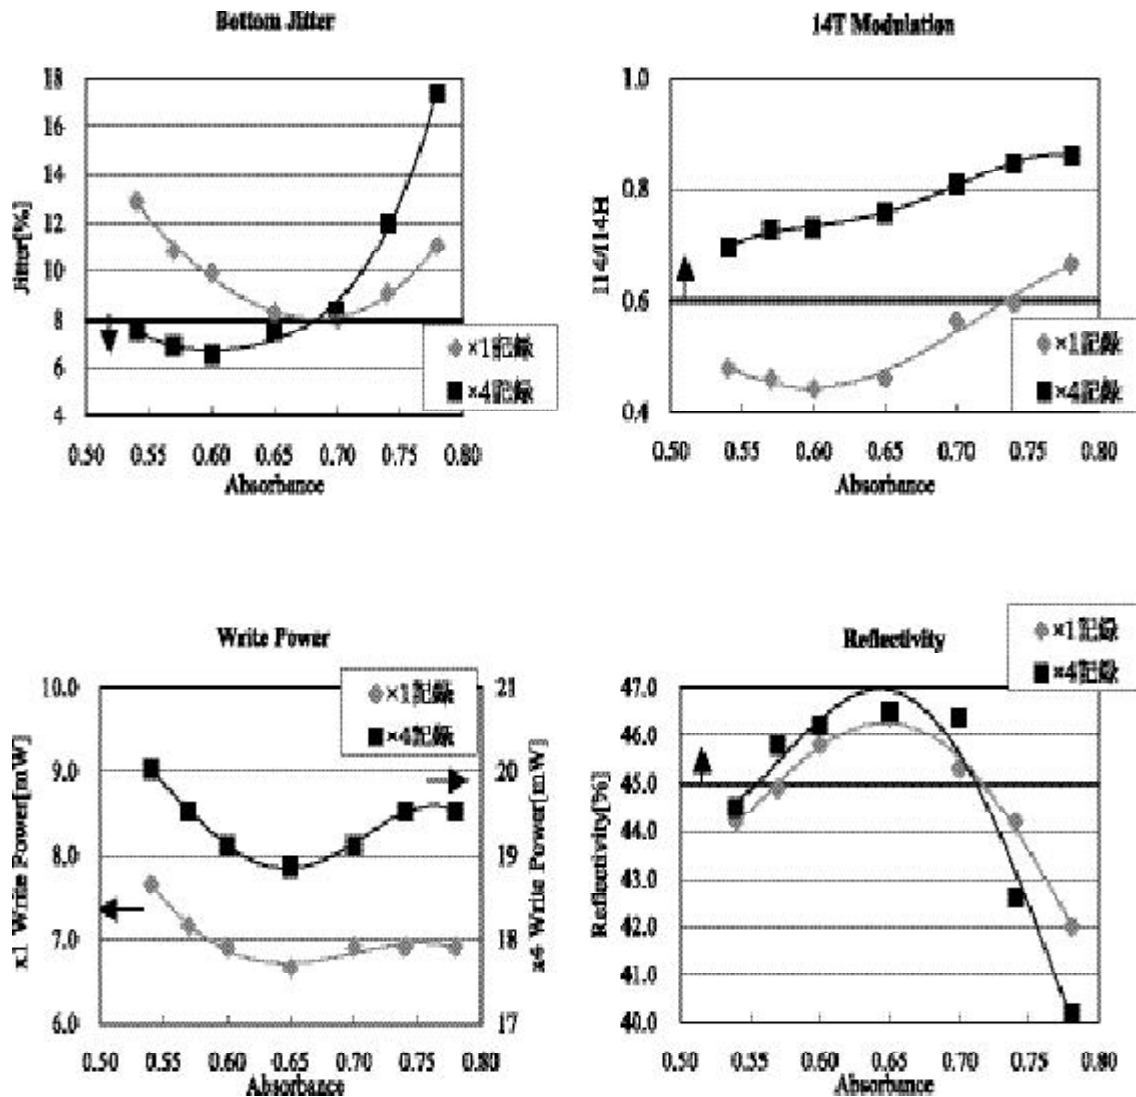 Bottom Jitter
18
16
14
12
10
8
6
4
Jitter[%]
×1記録
×4記録
0.50 0.55 0.60 0.65 0.70 0.75 0.80
Absorbance
14T Modulation
1.0
0.8
0.6
0.4
I14/I14H
×1記録
×4記録
0.50 0.55 0.60 0.65 0.70 0.75 0.80
Absorbance
Write Power
10.0
9.0
8.0
7.0
6.0
x1 Write Power[mW]
×1記録
×4記録
21
20
19
18
17
x4 Write Power[mW]
0.50 0.55 0.60 0.65 0.70 0.75 0.80
Absorbance
Reflectivity
×1記録
×4記録
47.0
46.0
45.0
44.0
43.0
42.0
41.0
40.0
Reflectivity[%]
0.50 0.55 0.60 0.65 0.70 0.75 0.80
Absorbance